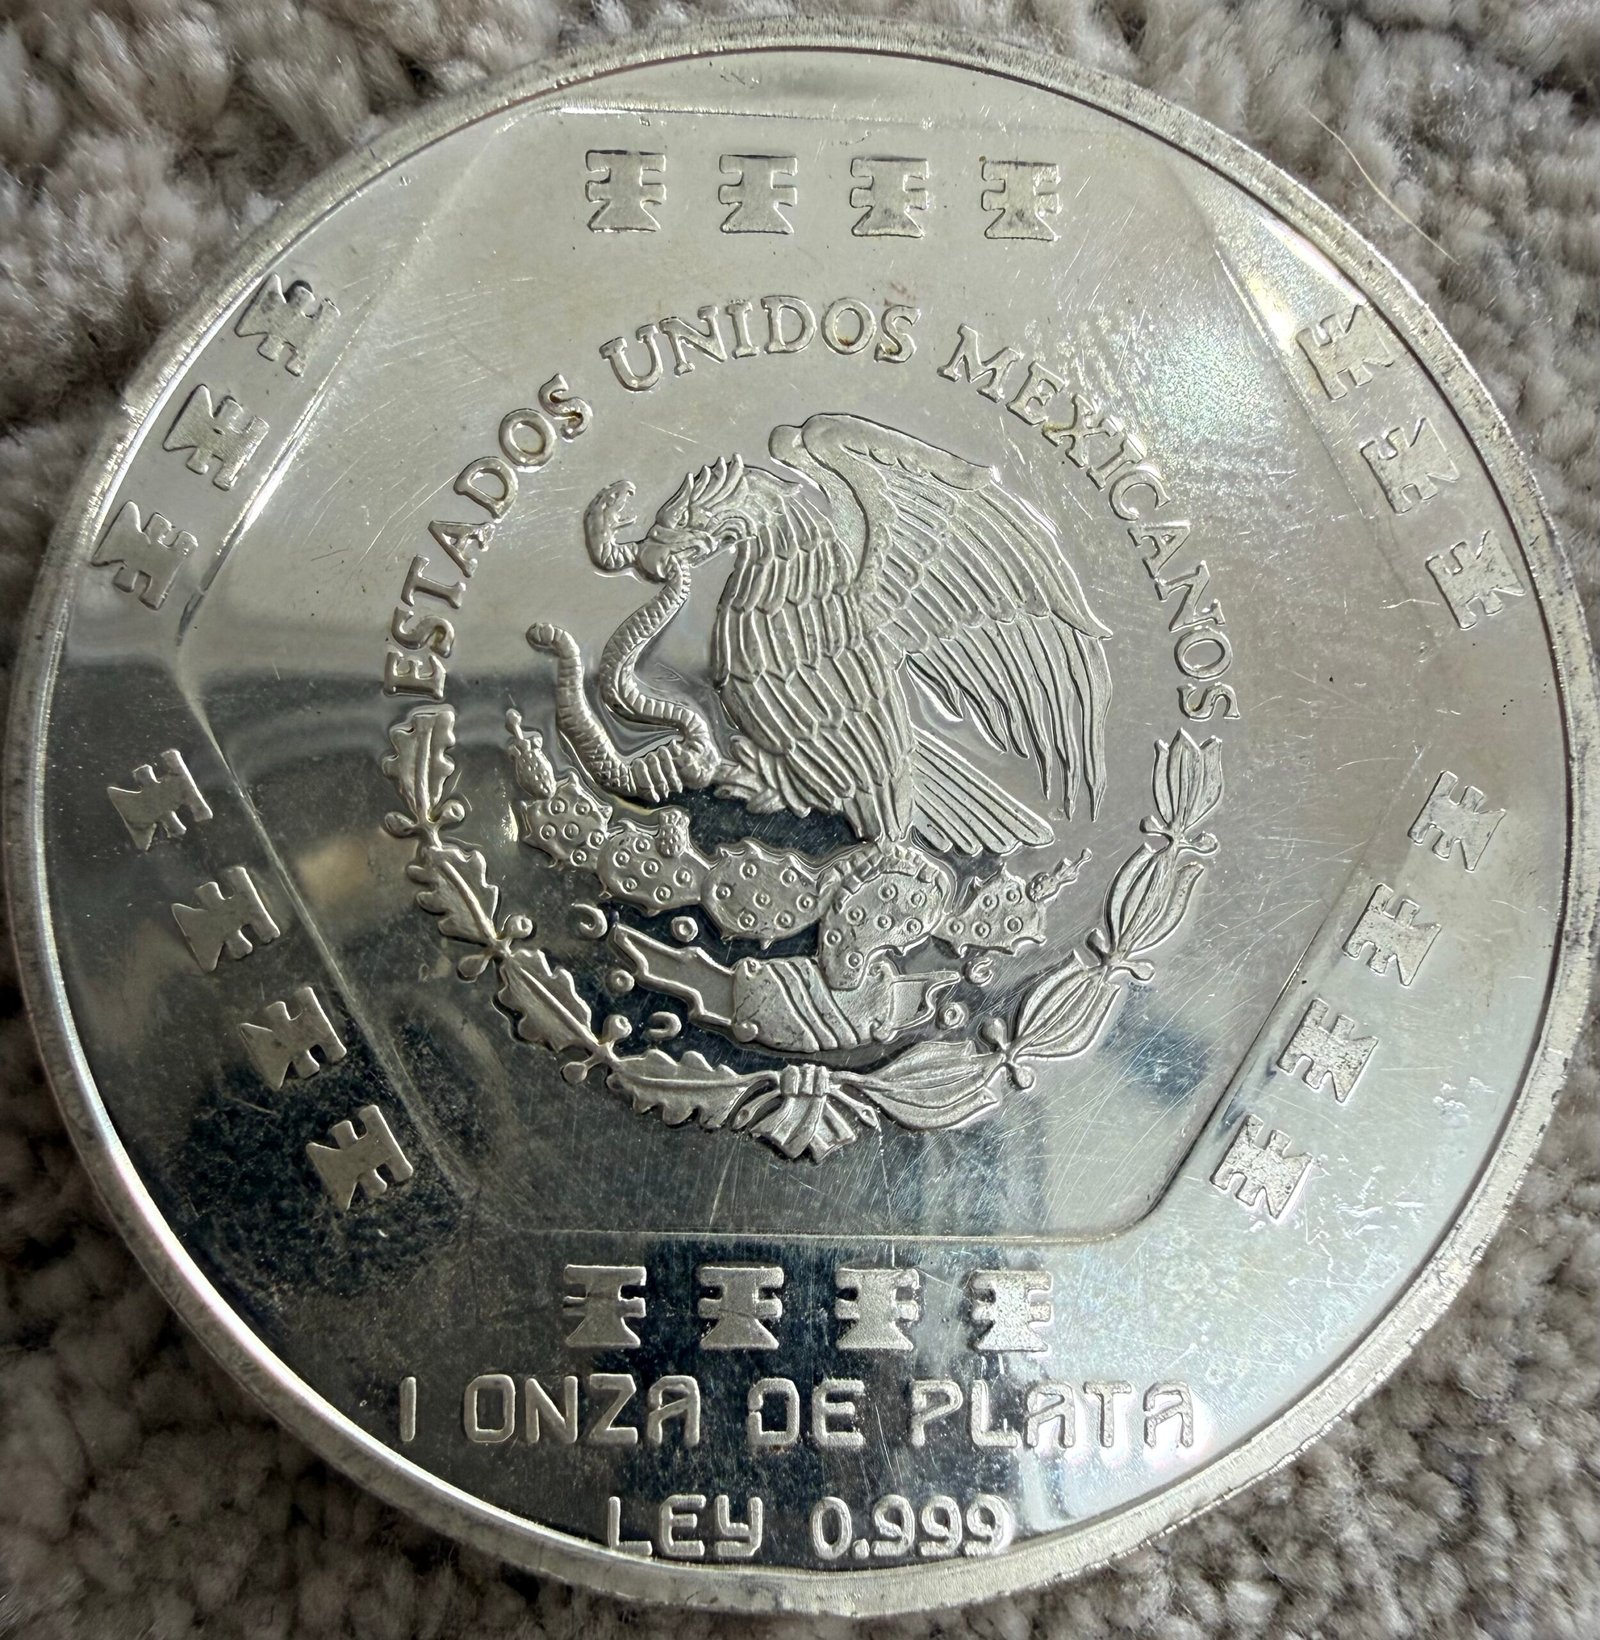 ESTADOS UNIDOS MEXICANOS
1 ONZA DE PLATA
LEY 0.999